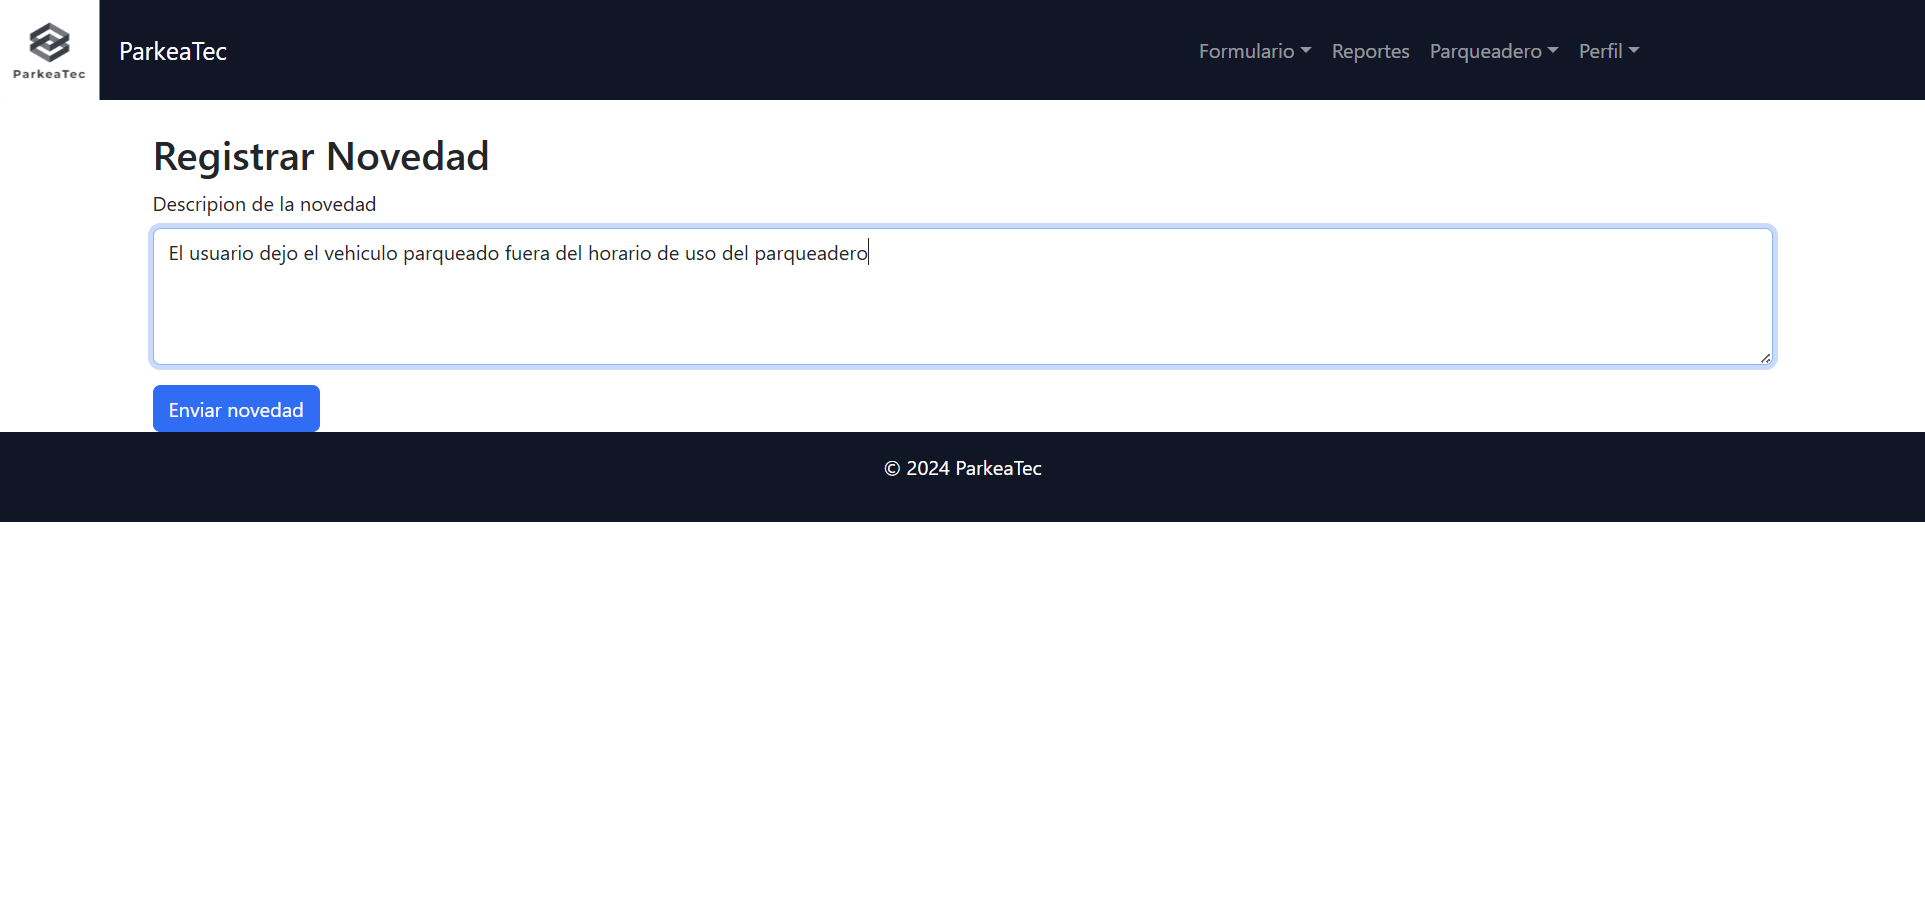 ParkeaTec
ParkeaTec
Formulario Reportes Parqueadero Perfil
Registrar Novedad
Descripion de la novedad
El usuario dejo el vehiculo parqueado fuera del horario de uso del parqueadero
Enviar novedad
© 2024 ParkeaTec